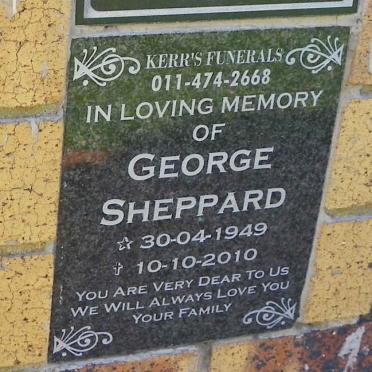 KERR'S FUNERALS
011-474-2668
IN LOVING MEMORY
OF
GEORGE
SHEPPARD
☆ 30-04-1949
✝ 10-10-2010
YOU ARE VERY DEAR TO US
WE WILL ALWAYS LOVE YOU
YOUR FAMILY